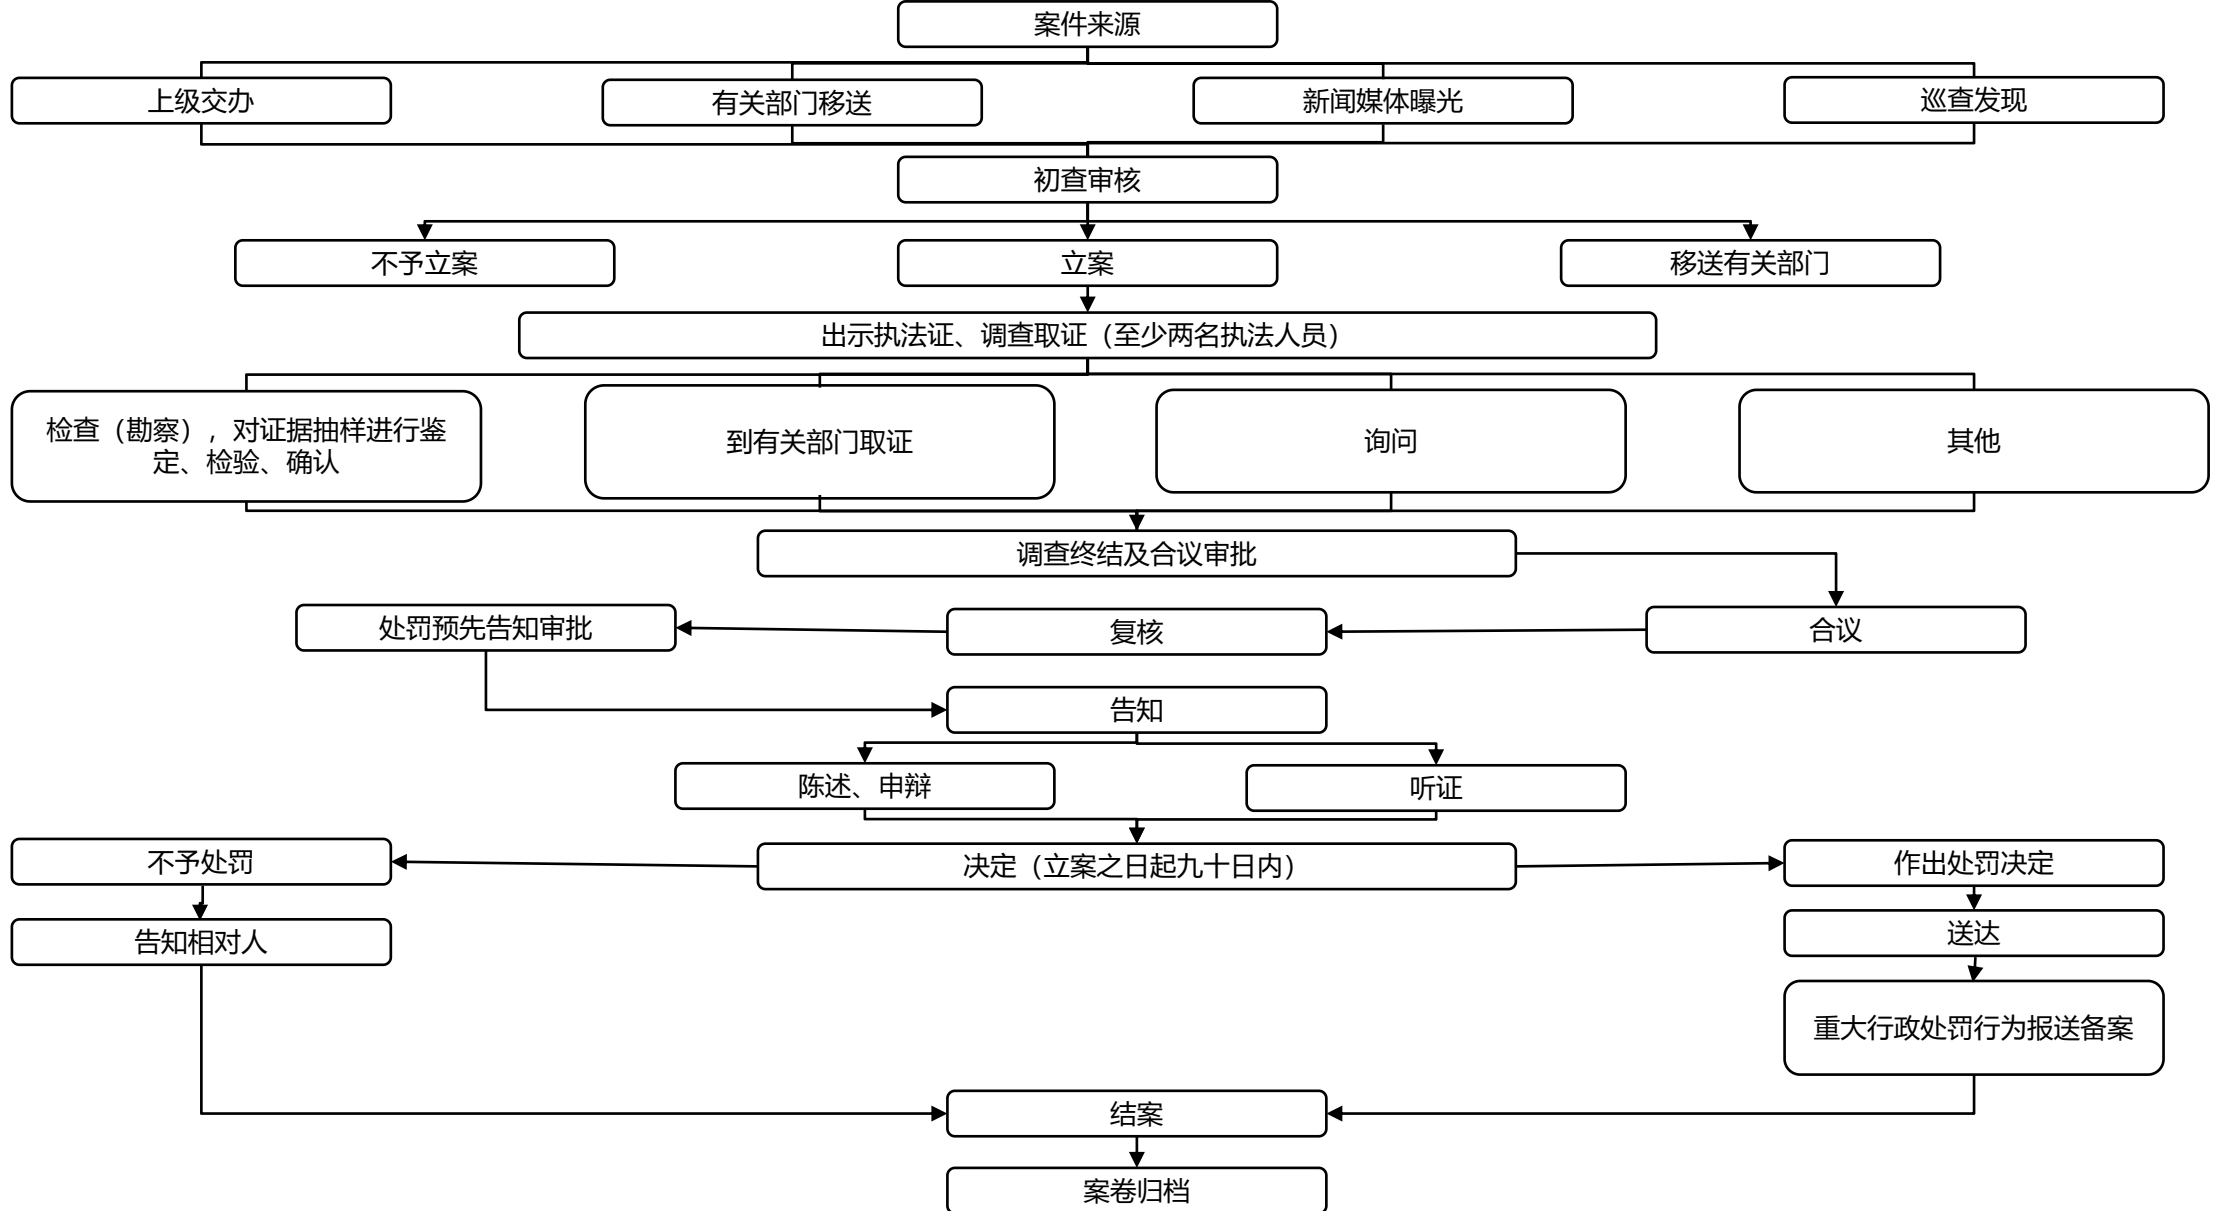 案件来源
上级交办
有关部门移送
新闻媒体曝光
巡查发现
初查审核
不予立案
立案
移送有关部门
出示执法证、调查取证（至少两名执法人员）
检查（勘察），对证据抽样进行鉴
定、检验、确认
到有关部门取证
询问
其他
调查终结及合议审批
处罚预先告知审批
复核
合议
告知
陈述、申辩
听证
不予处罚
决定（立案之日起九十日内）
作出处罚决定
告知相对人
送达
重大行政处罚行为报送备案
结案
案卷归档